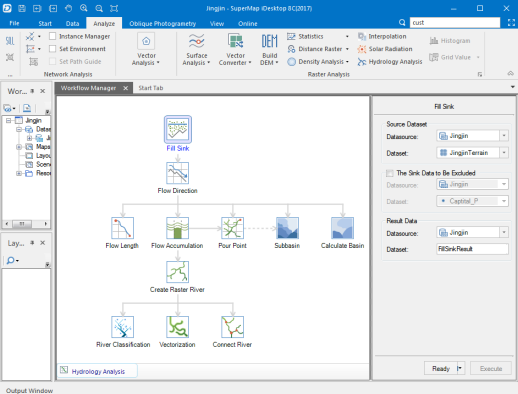 Jingjin - SuperMap iDesktop 8C(2017)
File Start Data Analyze Oblique Photogrametry View Online cust
Instance Manager
Set Environment
Set Path Guide
Network Analysis
Vector Analysis
Surface Analysis
Vector Converter
Build DEM
Statistics
Distance Raster
Density Analysis
Interpolation
Solar Radiation
Hydrology Analysis
Histogram
Grid Value
Raster Analysis
Wor...
Workflow Manager Start Tab
Jingjin
Datas
Ji
Maps
Layou
Scen
Resou
Lay...
Fill Sink
Flow Direction
Flow Length Flow Accumulation Pour Point Subbasin Calculate Basin
Create Raster River
River Classification Vectorization Connect River
Hydrology Analysis
Fill Sink
Source Dataset
Datasource: Jingjin
Dataset: JingjinTerrain
The Sink Data to Be Excluded
Datasource: Jingjin
Dataset: Captital_P
Result Data
Datasource: Jingjin
Dataset: FillSinkResult
Ready Execute
Output Window